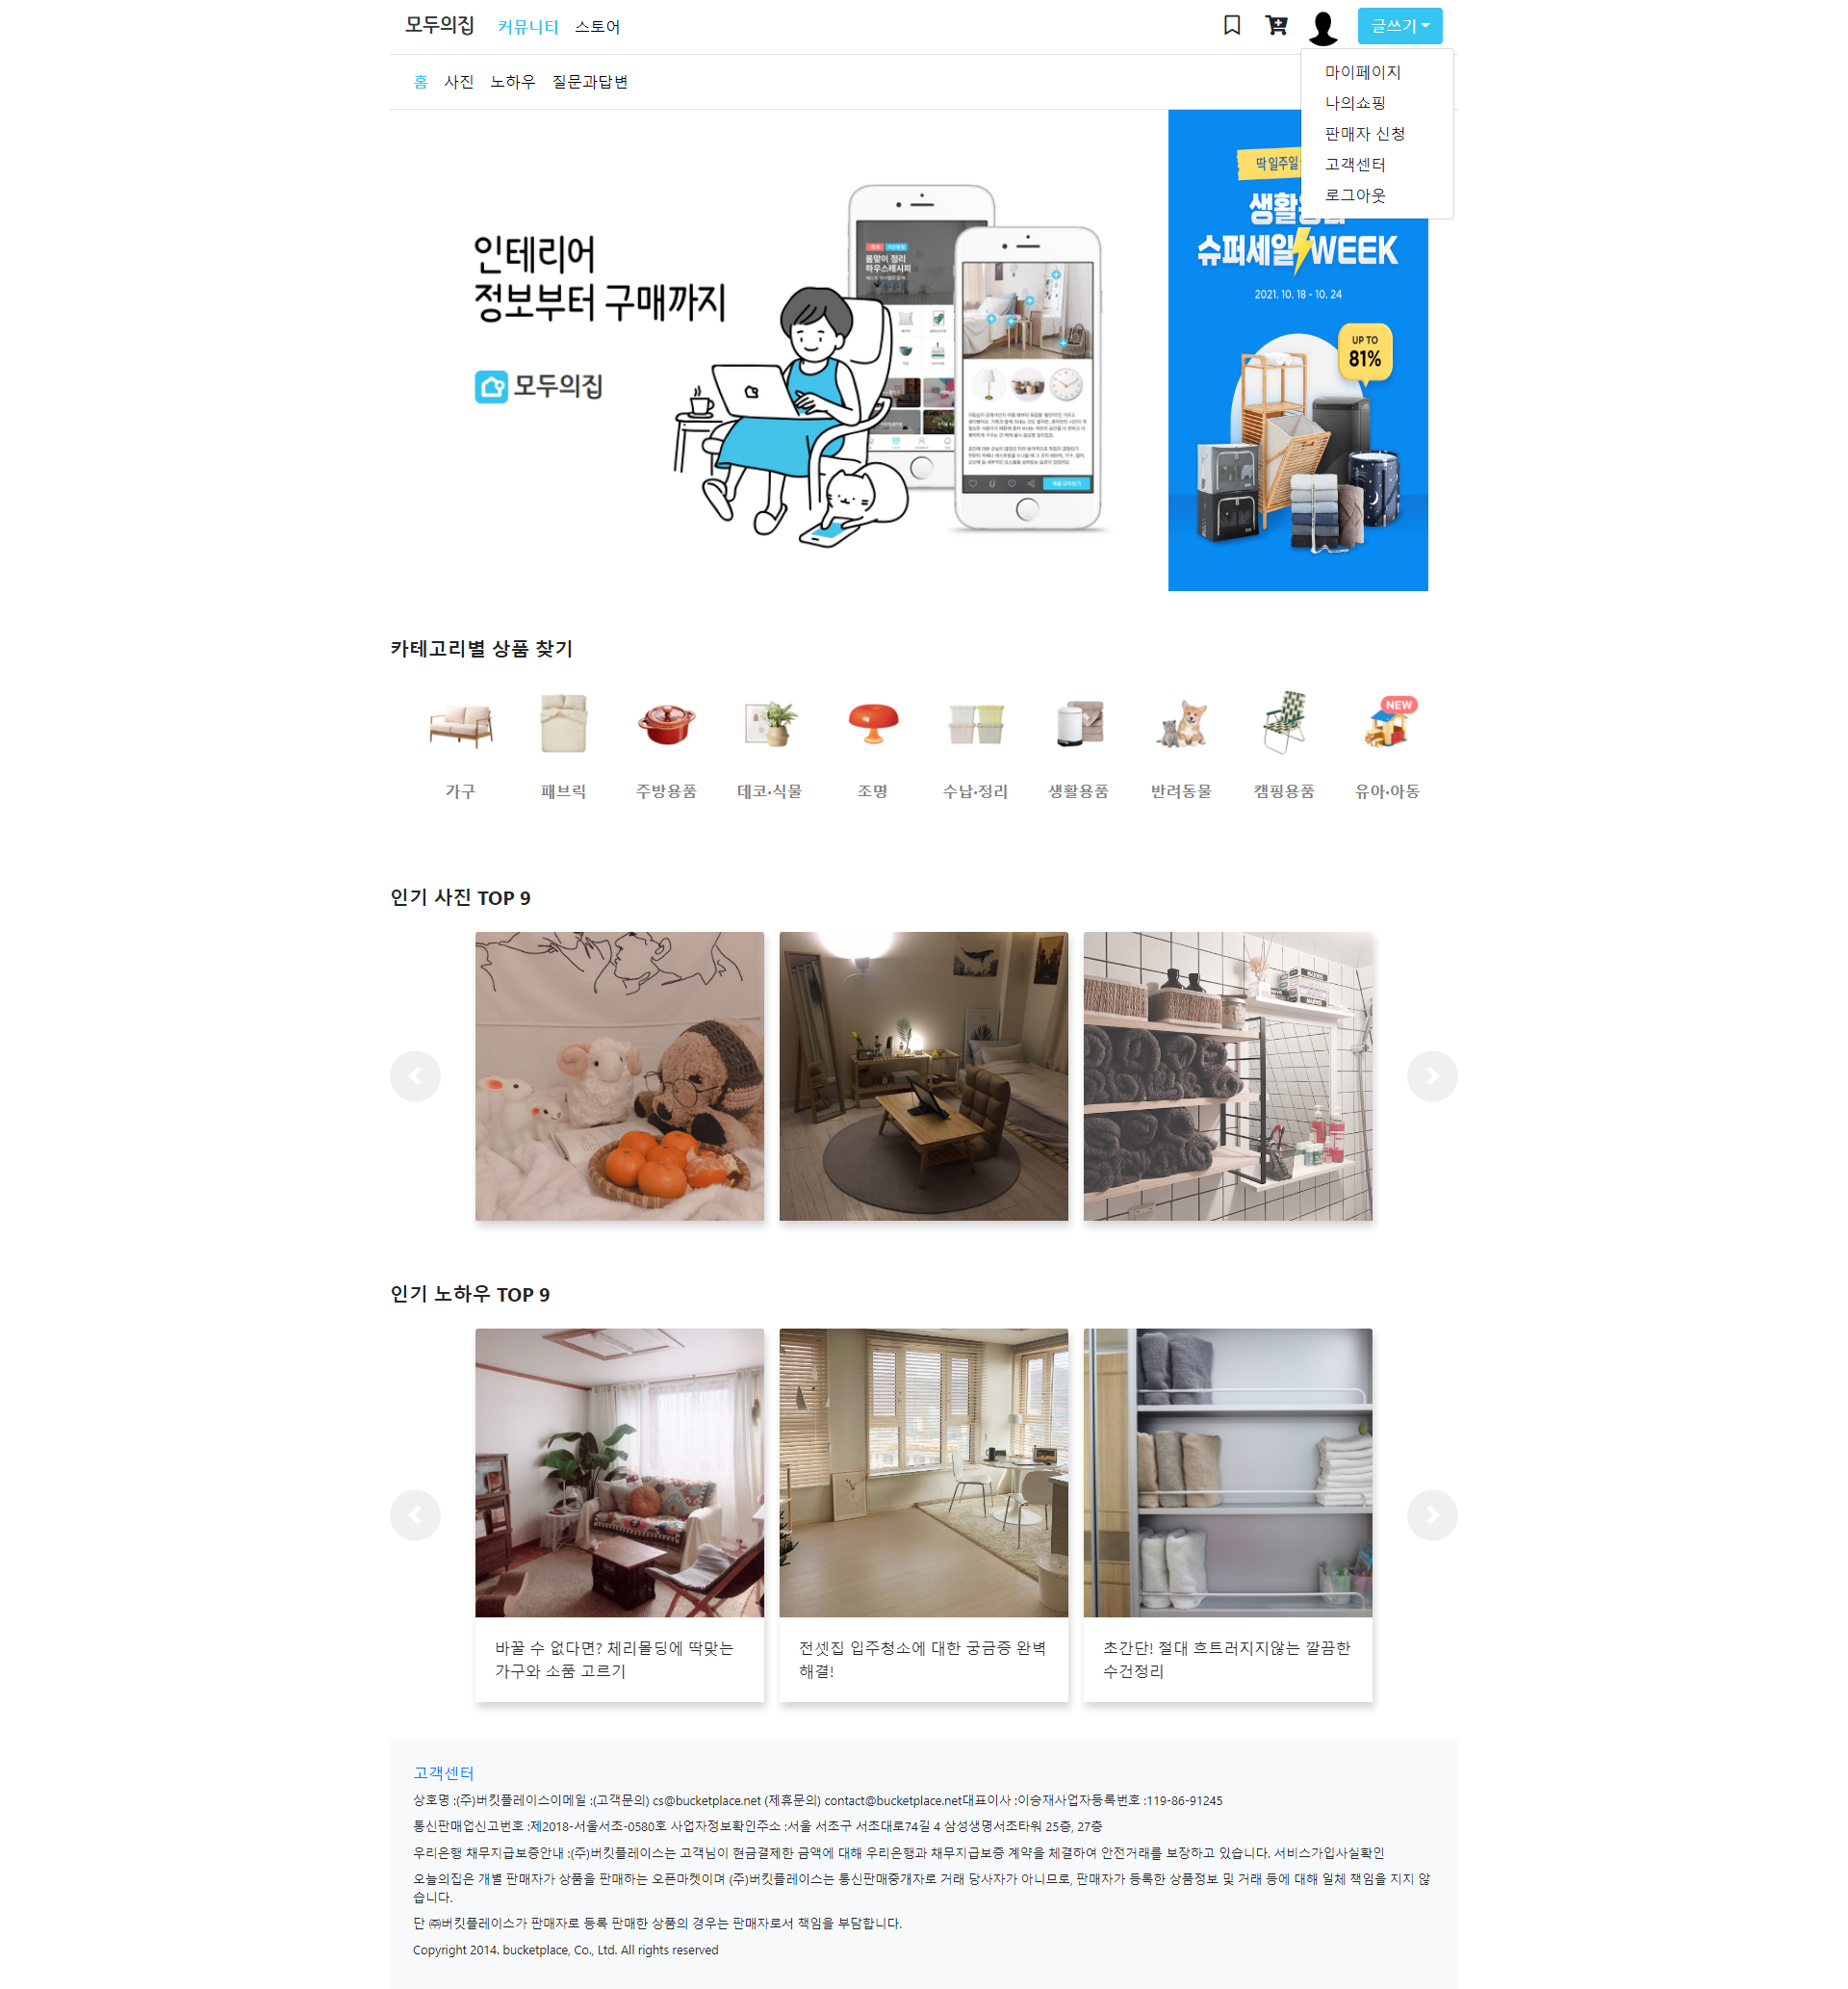 모두의집 커뮤니티 스토어
글쓰기
홈 사진 노하우 질문과답변
마이페이지
나의쇼핑
판매자 신청
고객센터
로그아웃
인테리어
정보부터 구매까지
모두의집
봄맞이 정리
하우스레시피
딱 일주일
생활
슈퍼세일 WEEK
2021. 10. 18 - 10. 24
UP TO
81%
카테고리별 상품 찾기
NEW
가구 패브릭 주방용품 데코·식물 조명 수납·정리 생활용품 반려동물 캠핑용품 유아·아동
인기 사진 TOP 9
인기 노하우 TOP 9
바꿀 수 없다면? 체리몰딩에 딱맞는
가구와 소품 고르기
전셋집 입주청소에 대한 궁금증 완벽
해결!
초간단! 절대 흐트러지지않는 깔끔한
수건정리
고객센터
상호명 :(주)버킷플레이스이메일 :(고객문의) cs@bucketplace.net (제휴문의) contact@bucketplace.net대표이사 :이승재사업자등록번호 :119-86-91245
통신판매업신고번호 :제2018-서울서초-0580호 사업자정보확인주소 :서울 서초구 서초대로74길 4 삼성생명서초타워 25층, 27층
우리은행 채무지급보증안내 :(주)버킷플레이스는 고객님이 현금결제한 금액에 대해 우리은행과 채무지급보증 계약을 체결하여 안전거래를 보장하고 있습니다. 서비스가입사실확인
오늘의집은 개별 판매자가 상품을 판매하는 오픈마켓이며 (주)버킷플레이스는 통신판매중개자로 거래 당사자가 아니므로, 판매자가 등록한 상품정보 및 거래 등에 대해 일체 책임을 지지 않
습니다.
단 ㈜버킷플레이스가 판매자로 등록 판매한 상품의 경우는 판매자로서 책임을 부담합니다.
Copyright 2014. bucketplace, Co., Ltd. All rights reserved